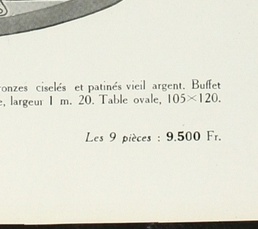 onzes ciselés et patinés vieil argent. Buffet
e, largeur 1 m. 20. Table ovale, 105×120.
Les 9 pièces : 9.500 Fr.